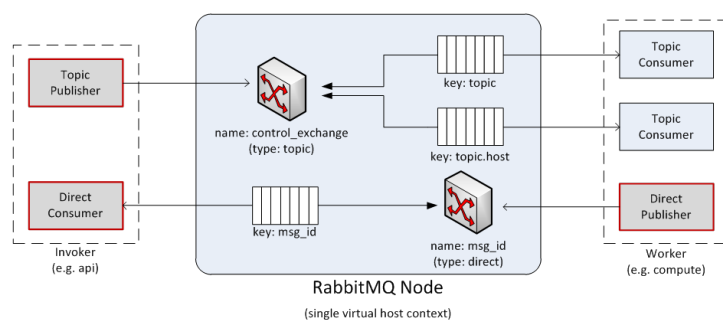 Topic
Publisher
name: control_exchange
(type: topic)
key: topic
Topic
Consumer
key: topic.host
Topic
Consumer
Direct
Consumer
key: msg_id
name: msg_id
(type: direct)
Direct
Publisher
Invoker
(e.g. api)
Worker
(e.g. compute)
RabbitMQ Node
(single virtual host context)